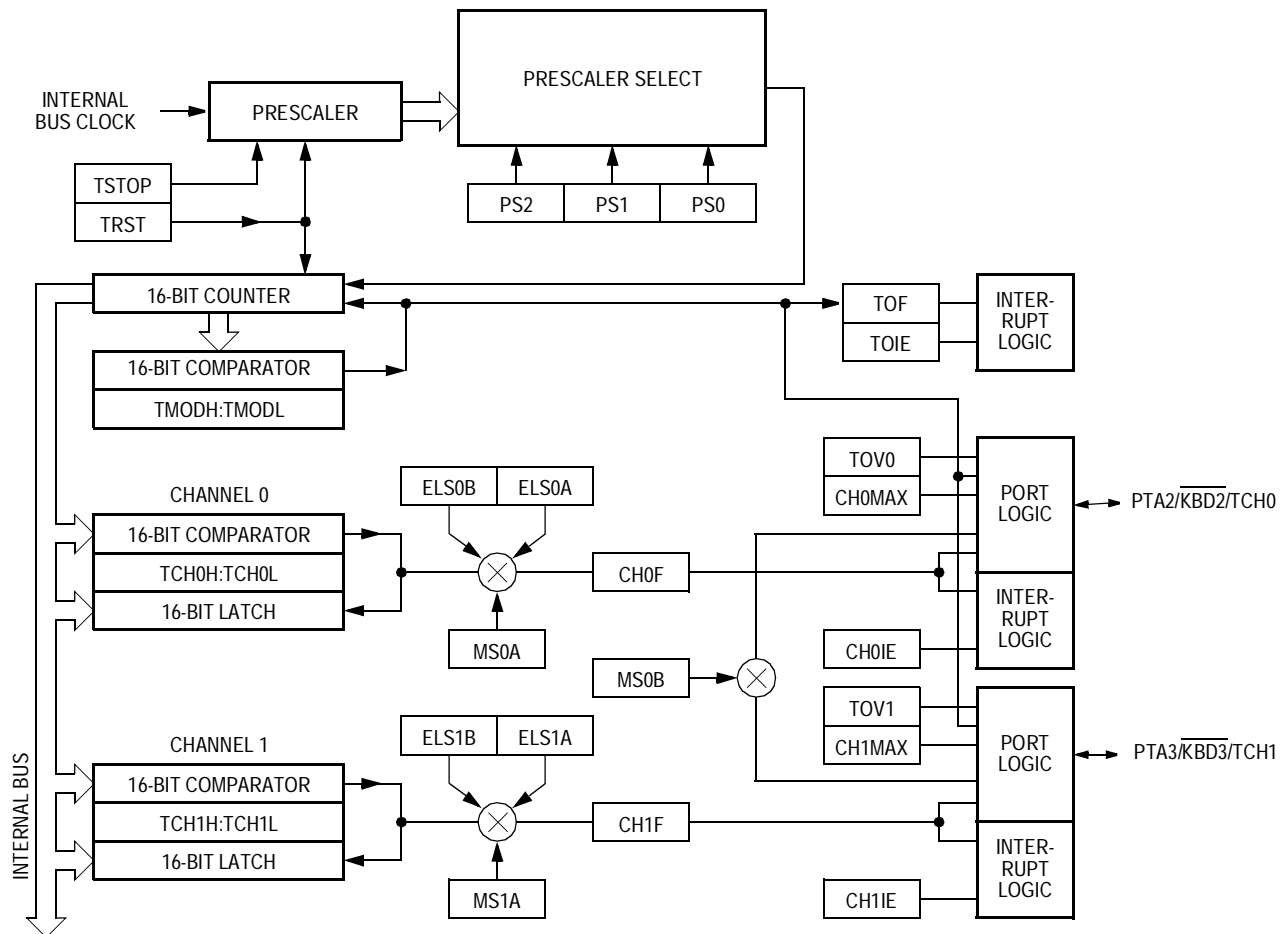 PRESCALER SELECT
INTERNAL
BUS CLOCK
PRESCALER
TSTOP
TRST
PS2
PS1
PS0
16-BIT COUNTER
TOF
TOIE
INTER-
RUPT
LOGIC
16-BIT COMPARATOR
TMODH:TMODL
CHANNEL 0
16-BIT COMPARATOR
TCH0H:TCH0L
16-BIT LATCH
ELS0B
ELS0A
MS0A
CH0F
TOV0
CH0MAX
PORT
LOGIC
PTA2/KBD2/TCH0
INTER-
RUPT
LOGIC
CH0IE
MS0B
CHANNEL 1
16-BIT COMPARATOR
TCH1H:TCH1L
16-BIT LATCH
ELS1B
ELS1A
MS1A
CH1F
TOV1
CH1MAX
PORT
LOGIC
PTA3/KBD3/TCH1
INTER-
RUPT
LOGIC
CH1IE
INTERNAL BUS